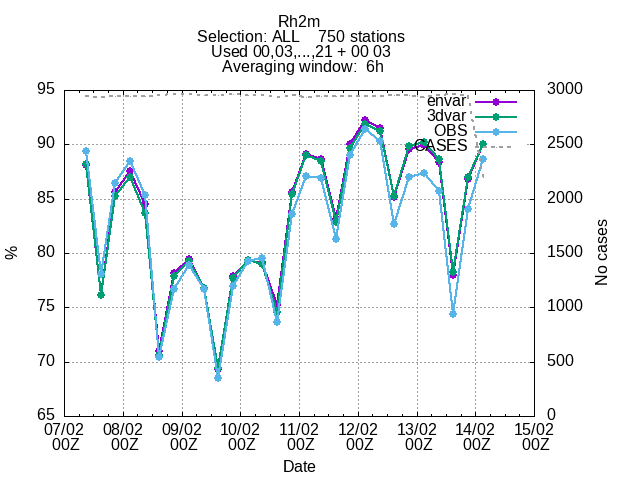 Rh2m
Selection: ALL 750 stations
Used 00,03,...,21 + 00 03
Averaging window: 6h
95
90
85
80
75
70
65
%
3000
2500
2000
1500
1000
500
0
No cases
envar
3dvar
OBS
CASES
07/02 08/02 09/02 10/02 11/02 12/02 13/02 14/02 15/02
00Z 00Z 00Z 00Z 00Z 00Z 00Z 00Z 00Z
Date